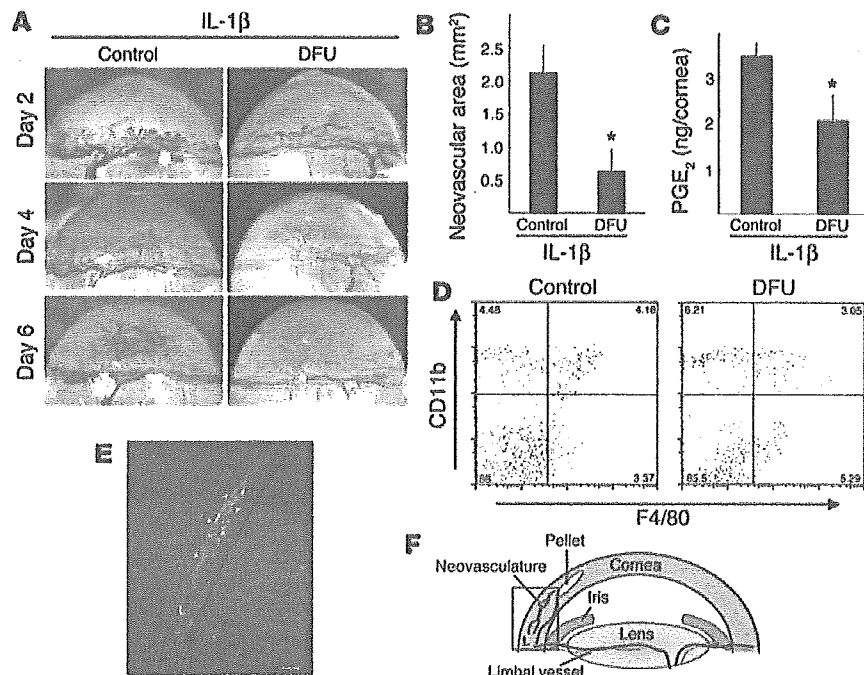 A
IL-1β
Control DFU
Day 2
Day 4
Day 6
B
Neovascular area (mm²)
2.5
2.0
1.5
1.0
0.5
*
Control DFU
IL-1β
C
PGE₂ (ng/cornea)
3
2
1
*
Control DFU
IL-1β
D
Control DFU
4.48 4.16
86 3.37
6.21 3.05
85.5 5.29
CD11b
F4/80
E
F
Pellet
Neovasculature
Cornea
Iris
Lens
Limbal vessel